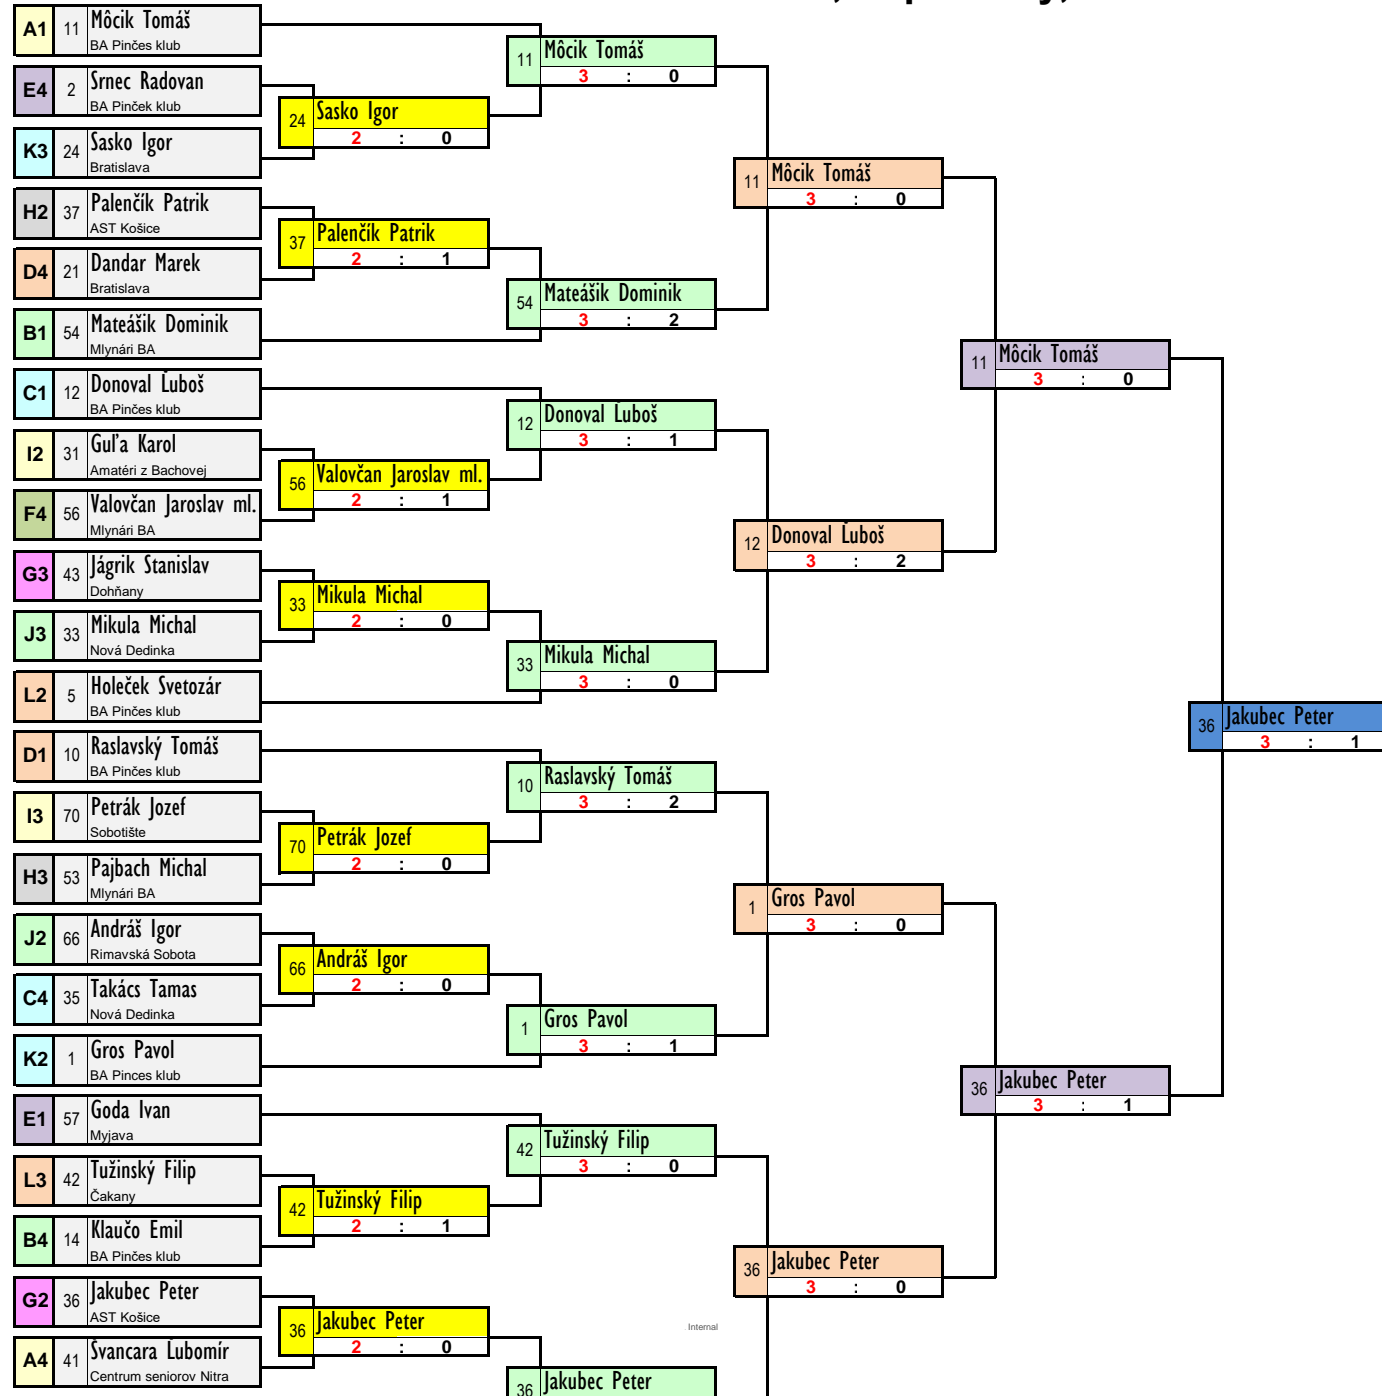 A1 11 Môcik Tomáš
BA Pinčes klub
11 Môcik Tomáš
3 : 0
E4 2 Srnec Radovan
BA Pinček klub
24 Sasko Igor
2 : 0
K3 24 Sasko Igor
Bratislava
11 Môcik Tomáš
3 : 0
H2 37 Palenčík Patrik
AST Košice
37 Palenčík Patrik
2 : 1
D4 21 Dandar Marek
Bratislava
54 Mateášik Dominik
3 : 2
B1 54 Mateášik Dominik
Mlynári BA
11 Môcik Tomáš
3 : 0
C1 12 Donoval Ľuboš
BA Pinčes klub
12 Donoval Ľuboš
3 : 1
I2 31 Guľa Karol
Amatéri z Bachovej
56 Valovčan Jaroslav ml.
2 : 1
F4 56 Valovčan Jaroslav ml.
Mlynári BA
12 Donoval Ľuboš
3 : 2
G3 43 Jágrik Stanislav
Dohňany
33 Mikula Michal
2 : 0
J3 33 Mikula Michal
Nová Dedinka
33 Mikula Michal
3 : 0
L2 5 Holeček Svetozár
BA Pinčes klub
36 Jakubec Peter
3 : 1
D1 10 Raslavský Tomáš
BA Pinčes klub
10 Raslavský Tomáš
3 : 2
I3 70 Petrák Jozef
Sobotište
70 Petrák Jozef
2 : 0
H3 53 Pajbach Michal
Mlynári BA
1 Gros Pavol
3 : 0
J2 66 Andráš Igor
Rimavská Sobota
66 Andráš Igor
2 : 0
C4 35 Takács Tamas
Nová Dedinka
1 Gros Pavol
3 : 1
K2 1 Gros Pavol
BA Pinces klub
36 Jakubec Peter
3 : 1
E1 57 Goda Ivan
Myjava
42 Tužinský Filip
3 : 0
L3 42 Tužinský Filip
Čakany
42 Tužinský Filip
2 : 1
B4 14 Klaučo Emil
BA Pinčes klub
36 Jakubec Peter
3 : 0
G2 36 Jakubec Peter
AST Košice
36 Jakubec Peter
2 : 0
Internal
A4 41 Švancara Ľubomír
Centrum seniorov Nitra
36 Jakubec Peter